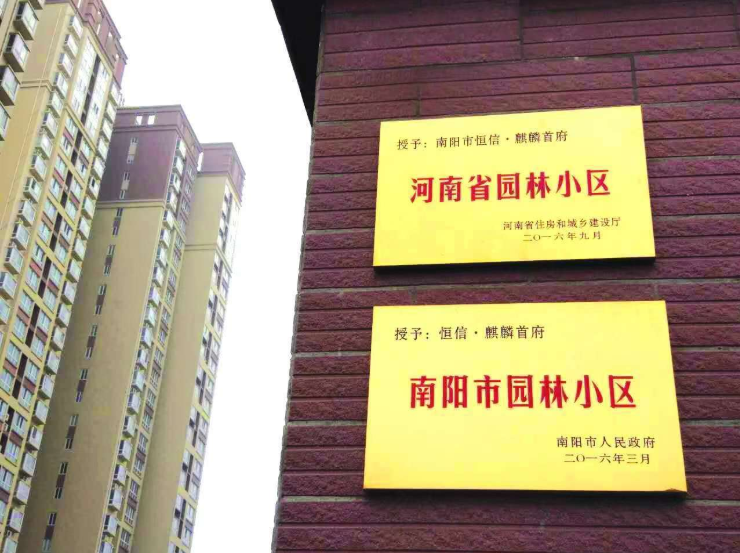 授予：南阳市恒信·麒麟首府
河南省园林小区
河南省住房和城乡建设厅
二〇一六年九月
授予：恒信·麒麟首府
南阳市园林小区
南阳市人民政府
二〇一六年三月